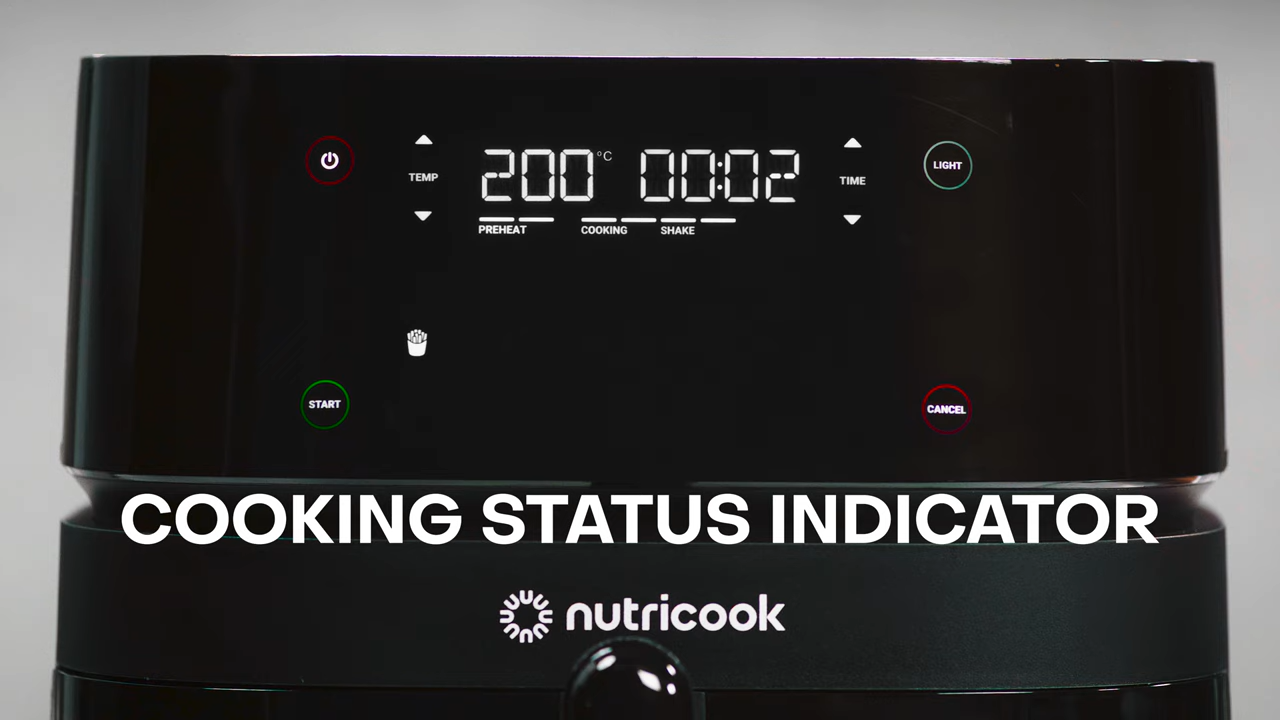 TEMP
200°C 00:02
TIME
LIGHT
PREHEAT COOKING SHAKE
START
CANCEL
COOKING STATUS INDICATOR
nutricook